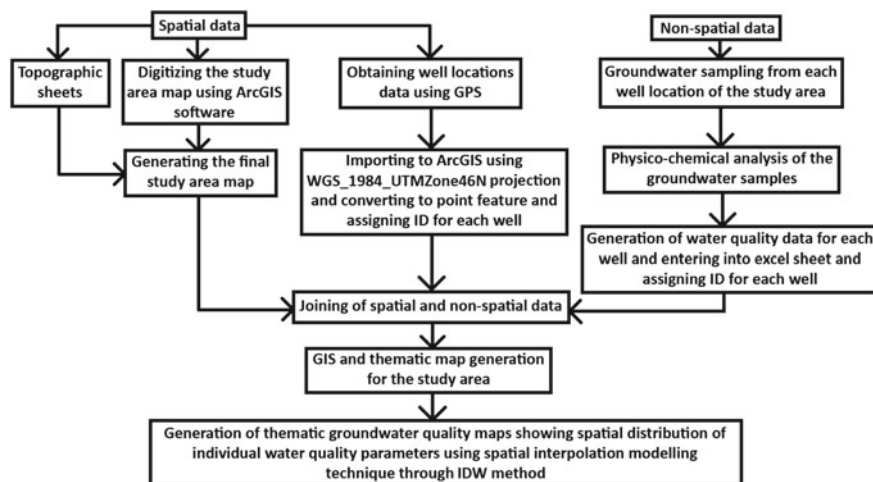 Spatial data
Non-spatial data
Topographic
sheets
Digitizing the study
area map using ArcGIS
software
Obtaining well locations
data using GPS
Groundwater sampling from each
well location of the study area
Generating the final
study area map
Importing to ArcGIS using
WGS_1984_UTMZone46N projection
and converting to point feature and
assigning ID for each well
Physico-chemical analysis of the
groundwater samples
Generation of water quality data for each
well and entering into excel sheet and
assigning ID for each well
Joining of spatial and non-spatial data
GIS and thematic map generation
for the study area
Generation of thematic groundwater quality maps showing spatial distribution of
individual water quality parameters using spatial interpolation modelling
technique through IDW method